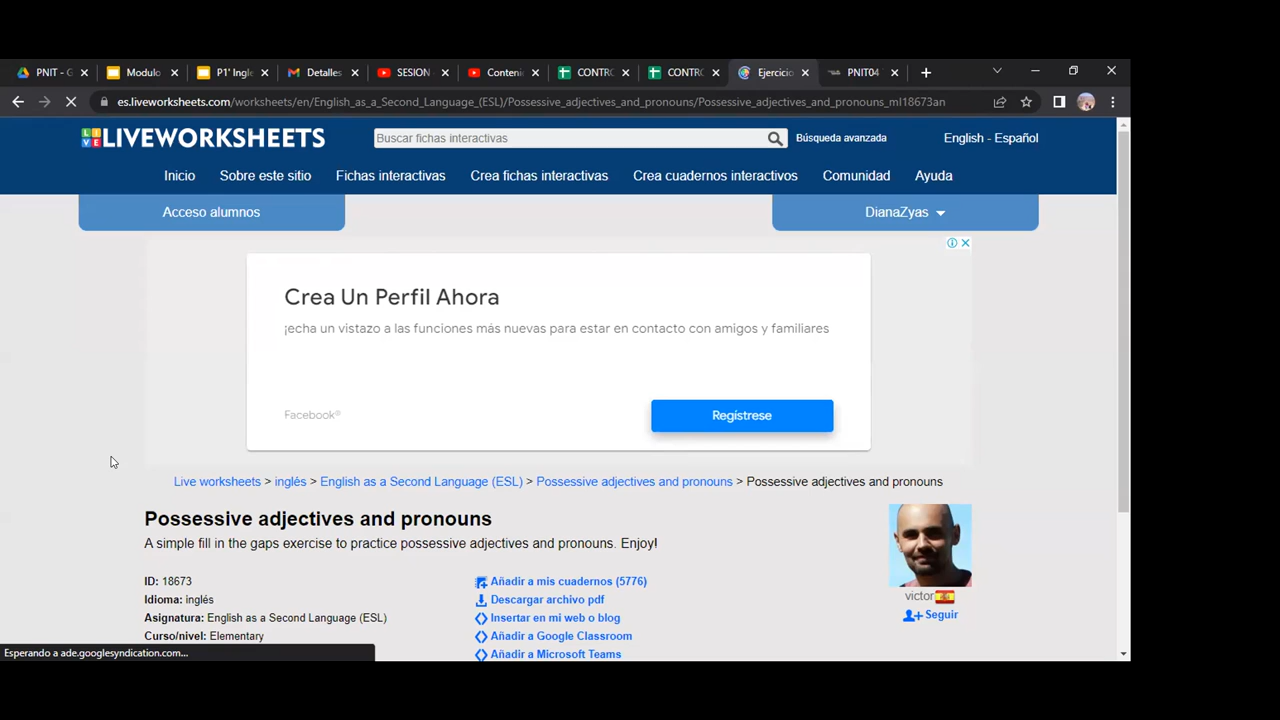 PNIT - G
Modulo
P1' Ingle
Detalles
SESION
Conteni
CONTRO
CONTRO
Ejercicio
PNIT04
es.liveworksheets.com/worksheets/en/English_as_a_Second_Language_(ESL)/Possessive_adjectives_and_pronouns/Possessive_adjectives_and_pronouns_ml18673an
LIVEWORKSHEETS
Buscar fichas interactivas
Búsqueda avanzada
English - Español
Inicio
Sobre este sitio
Fichas interactivas
Crea fichas interactivas
Crea cuadernos interactivos
Comunidad
Ayuda
Acceso alumnos
DianaZyas
Crea Un Perfil Ahora
¡echa un vistazo a las funciones más nuevas para estar en contacto con amigos y familiares
Facebook®
Regístrese
Live worksheets > inglés > English as a Second Language (ESL) > Possessive adjectives and pronouns > Possessive adjectives and pronouns
Possessive adjectives and pronouns
A simple fill in the gaps exercise to practice possessive adjectives and pronouns. Enjoy!
ID: 18673
Idioma: inglés
Asignatura: English as a Second Language (ESL)
Curso/nivel: Elementary
Añadir a mis cuadernos (5776)
Descargar archivo pdf
Insertar en mi web o blog
Añadir a Google Classroom
Añadir a Microsoft Teams
victor
Seguir
Esperando a ade.googlesyndication.com...